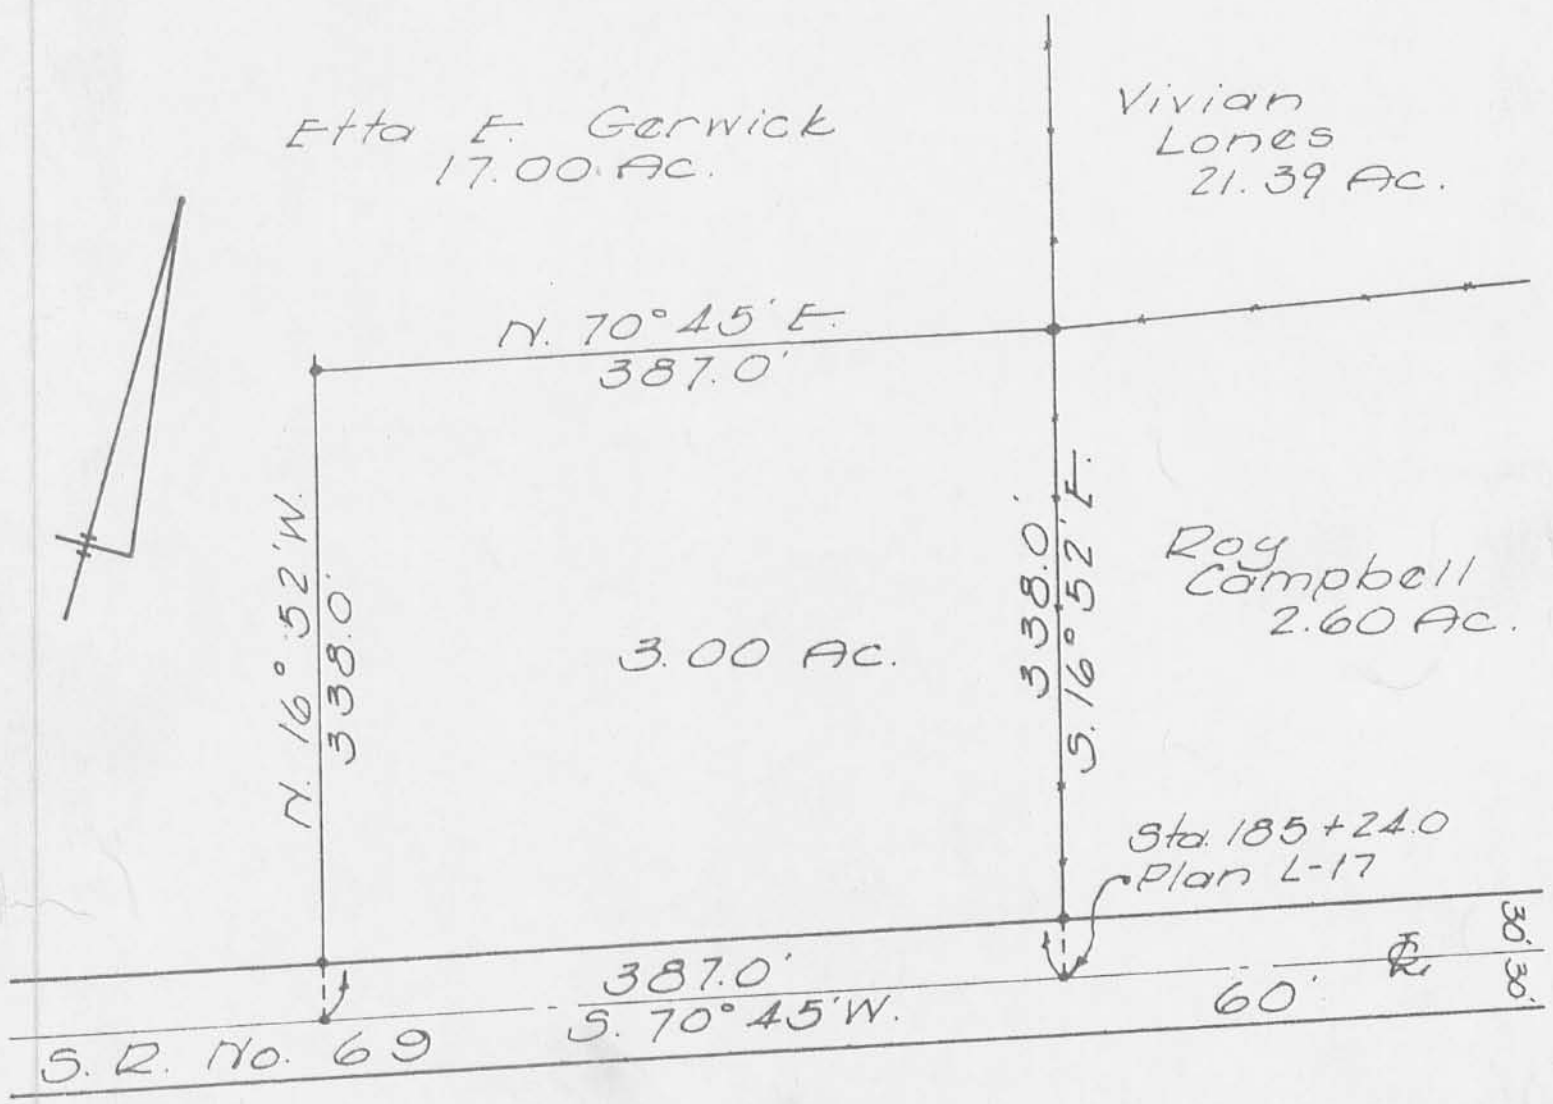 Etta E. Gerwick
17.00 Ac.
Vivian
Lones
21.39 Ac.
N. 70° 45' E.
387.0'
N. 16° 52' W.
338.0'
3.00 Ac.
338.0'
S. 16° 52' E.
Roy
Campbell
2.60 Ac.
Sta. 185 + 24.0
Plan L-17
387.0'
S. 70° 45' W.
60'
℄
30'
30'
S. R. No. 69